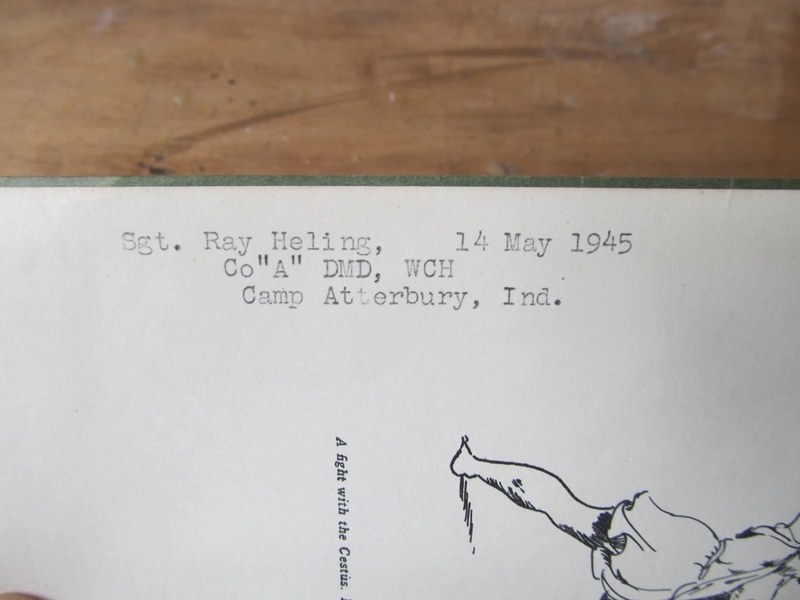 Sgt. Ray Heling, 14 May 1945
Co"A" DMD, WCH
Camp Atterbury, Ind.
A fight with the Cestus.